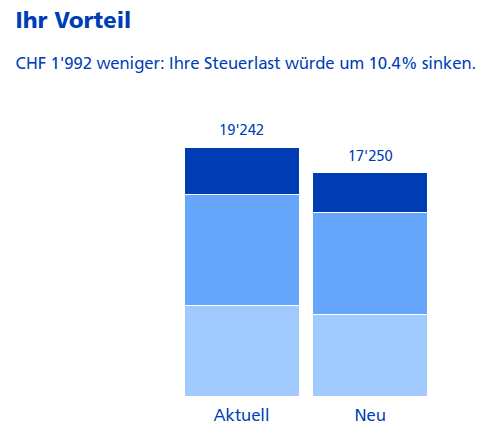 Ihr Vorteil
CHF 1'992 weniger: Ihre Steuerlast würde um 10.4% sinken.
19'242
17'250
Aktuell
Neu